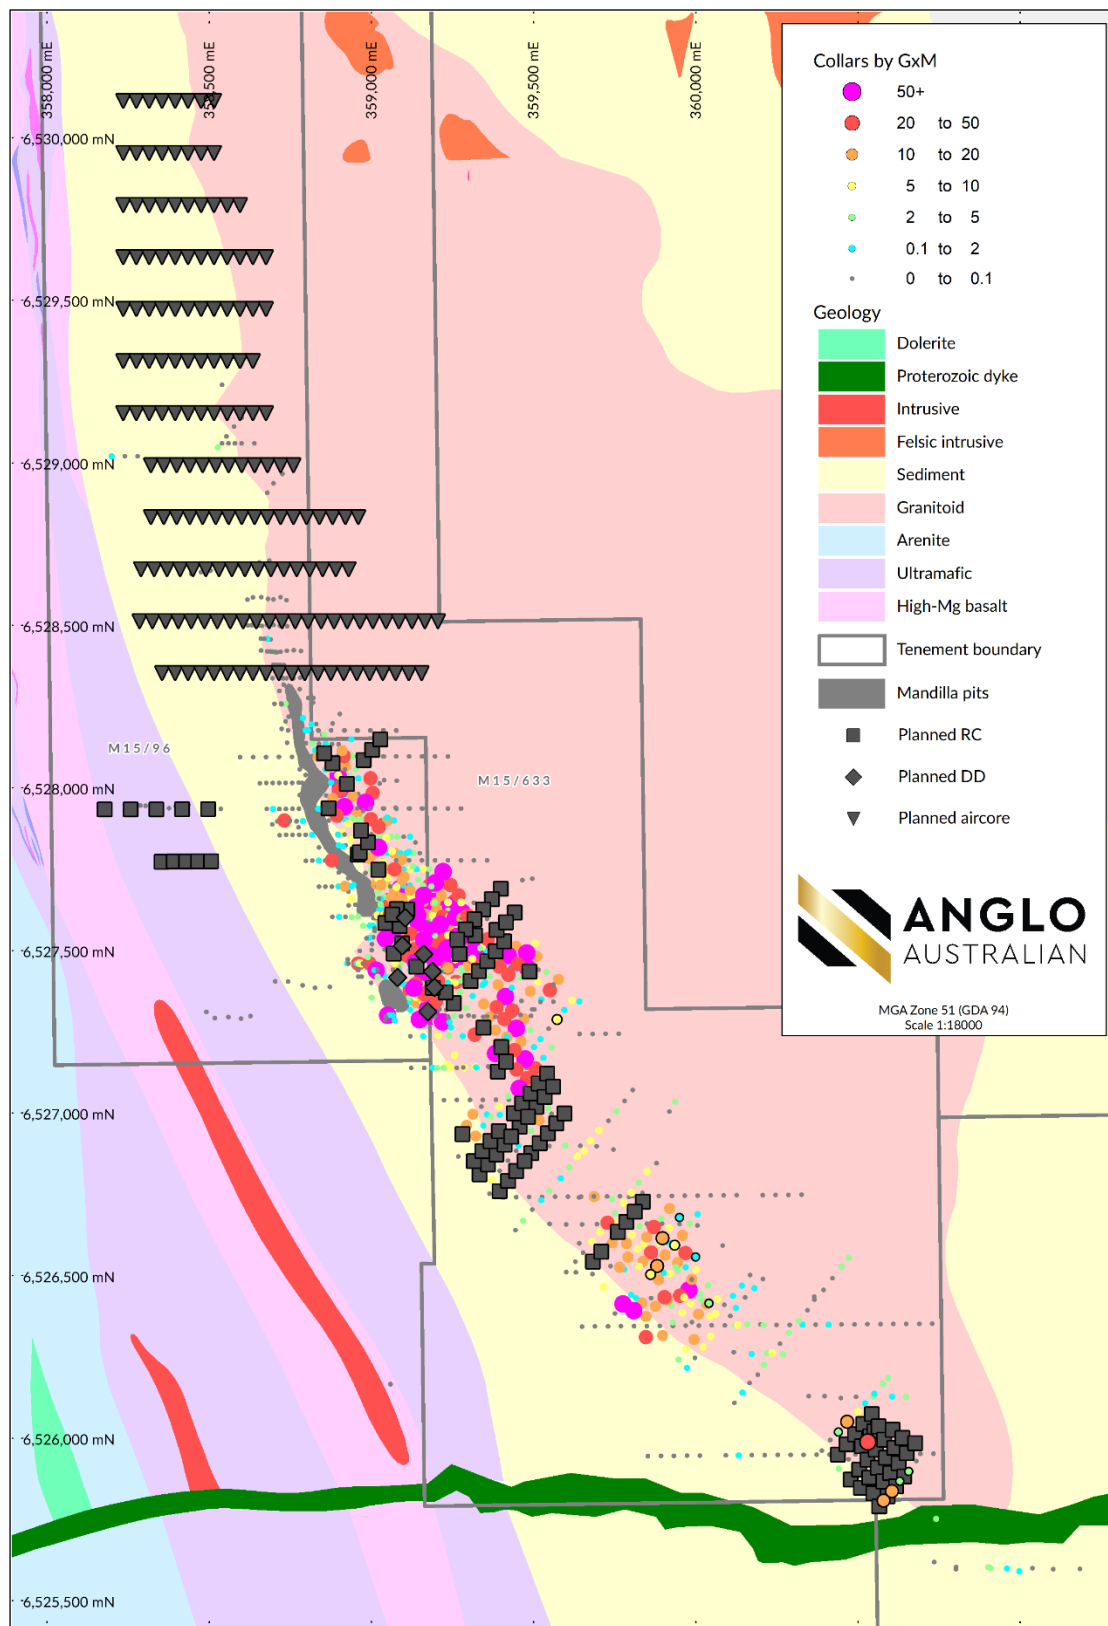 358,000 mE
358,500 mE
359,000 mE
359,500 mE
360,000 mE
6,530,000 mN
6,529,500 mN
6,529,000 mN
6,528,500 mN
6,528,000 mN
6,527,500 mN
6,527,000 mN
6,526,500 mN
6,526,000 mN
6,525,500 mN
M15/96
M15/633
Collars by GxM
50+
20 to 50
10 to 20
5 to 10
2 to 5
0.1 to 2
0 to 0.1
Geology
Dolerite
Proterozoic dyke
Intrusive
Felsic intrusive
Sediment
Granitoid
Arenite
Ultramafic
High-Mg basalt
Tenement boundary
Mandilla pits
Planned RC
Planned DD
Planned aircore
ANGLO
AUSTRALIAN
MGA Zone 51 (GDA 94)
Scale 1:18000